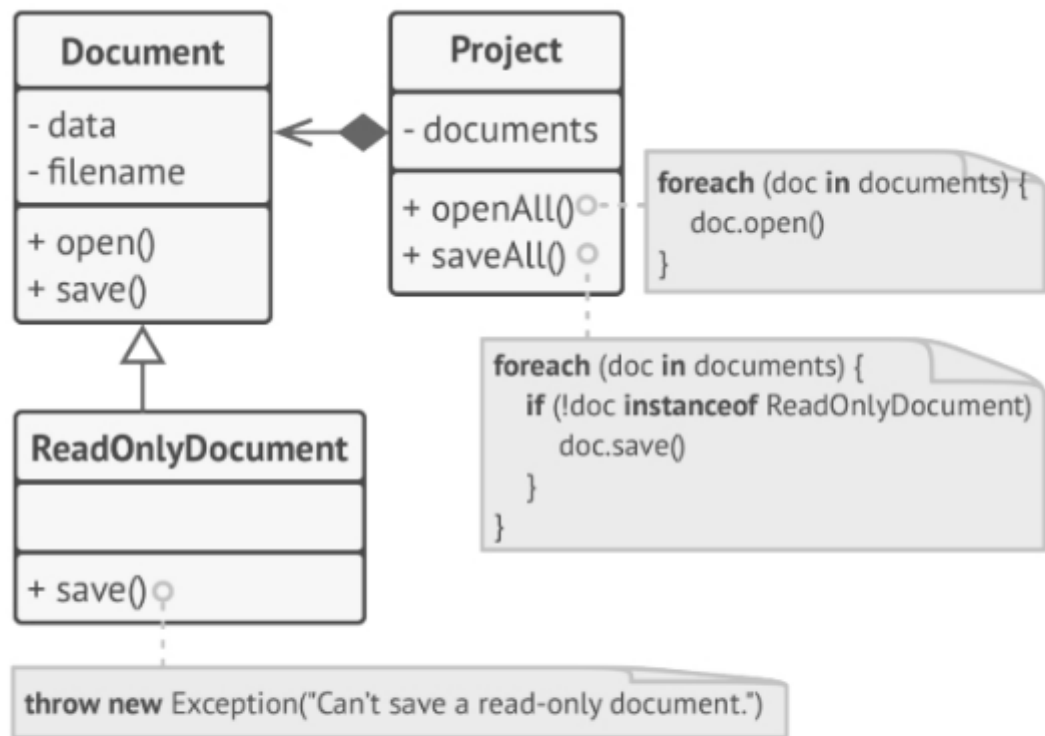 Document
- data
- filename
+ open()
+ save()
Project
- documents
+ openAll()
+ saveAll()
foreach (doc in documents) {
doc.open()
}
foreach (doc in documents) {
if (!doc instanceof ReadOnlyDocument)
doc.save()
}
}
ReadOnlyDocument
+ save()
throw new Exception("Can't save a read-only document.")